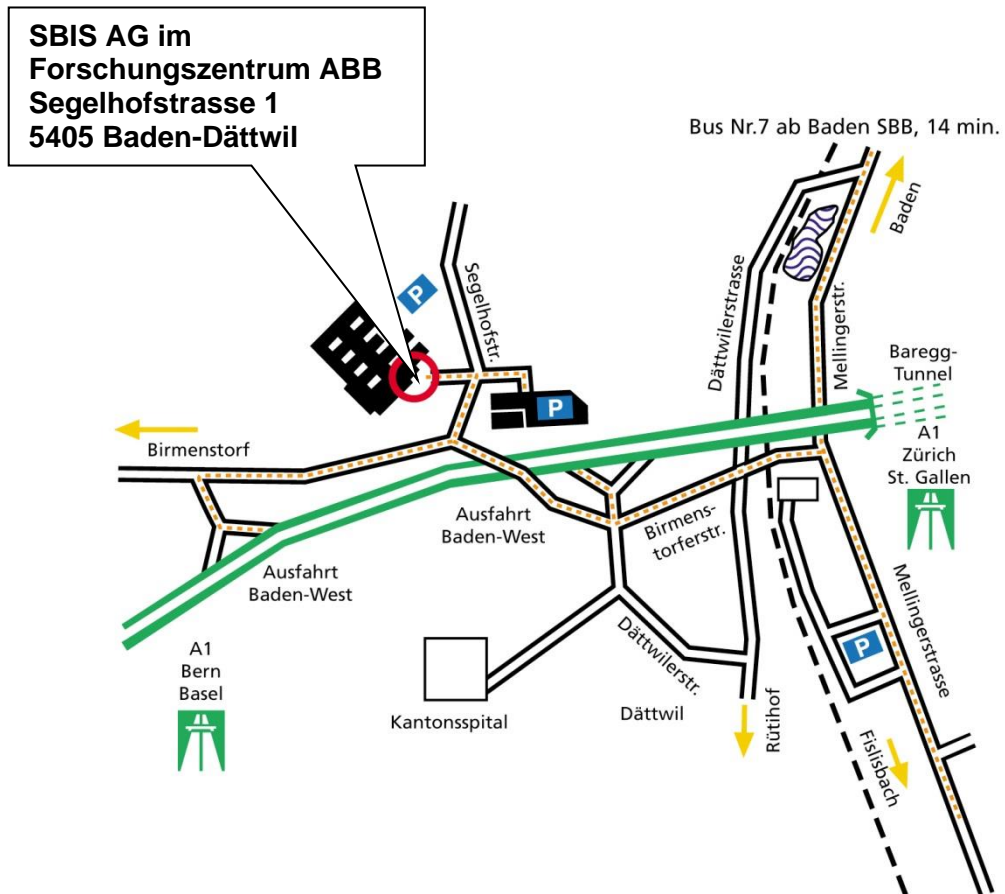 SBIS AG im
Forschungszentrum ABB
Segelhofstrasse 1
5405 Baden-Dättwil
Bus Nr.7 ab Baden SBB, 14 min.
Baden
Segelhofstr.
P
Dättwilerstrasse
Mellingerstr.
Baregg-
Tunnel
P
A1
Zürich
St. Gallen
Birmenstorf
Ausfahrt
Baden-West
Birmens-
torferstr.
Ausfahrt
Baden-West
Mellingerstrasse
A1
Bern
Basel
Dättwilerstr.
P
Kantonsspital
Dättwil
Rütihof
Fislisbach